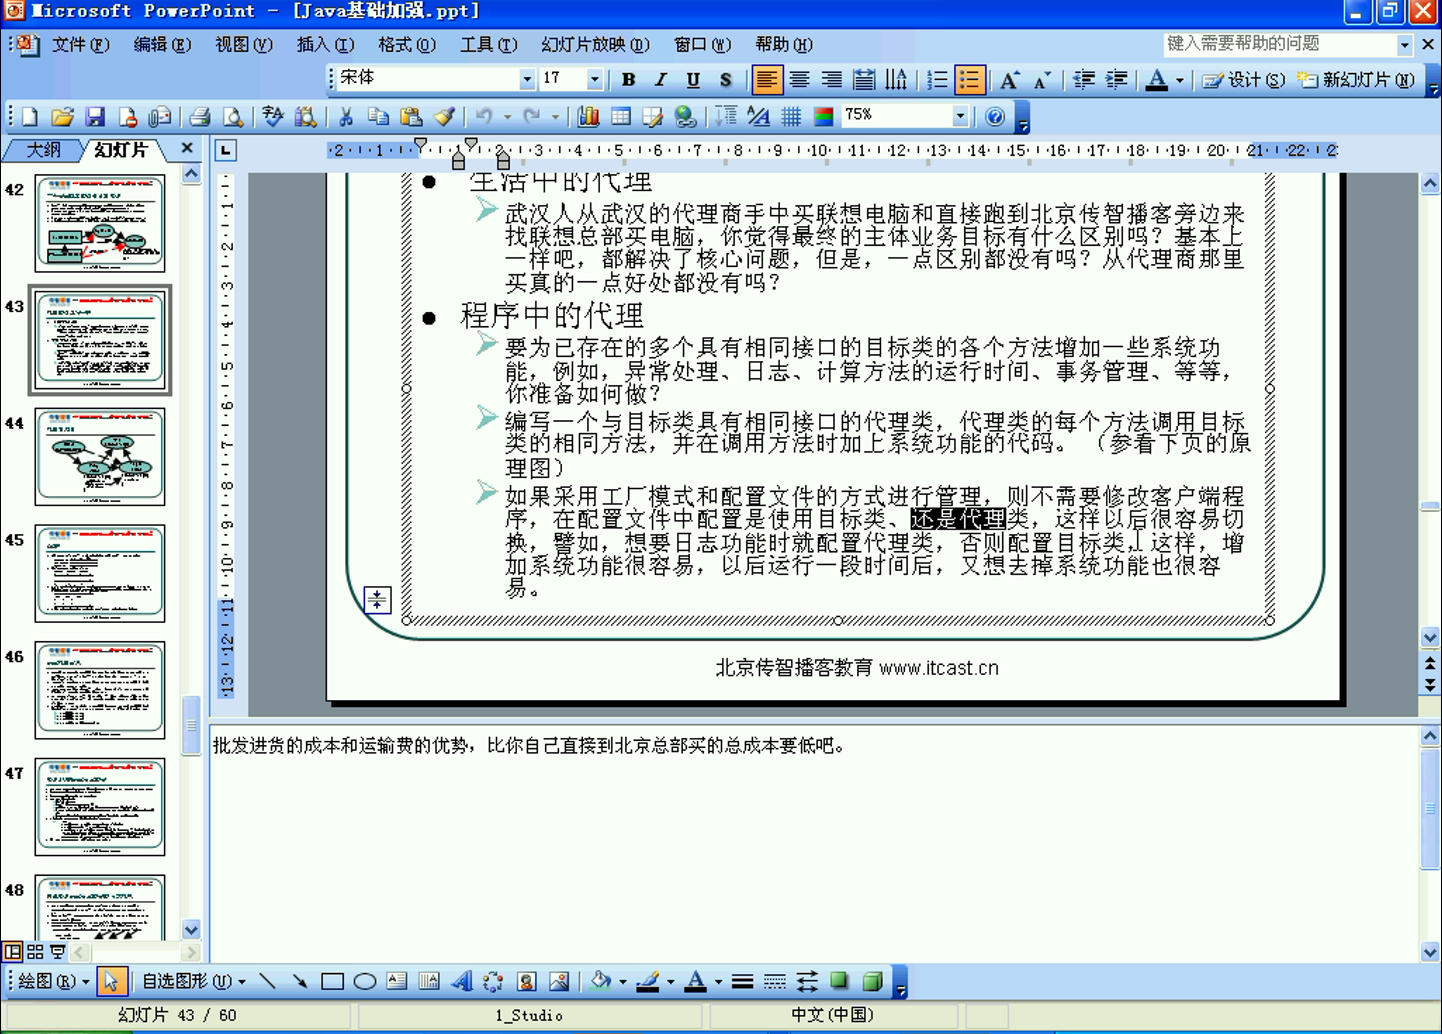 Microsoft PowerPoint - [Java基础加强.ppt]
文件(F) 编辑(E) 视图(V) 插入(I) 格式(O) 工具(T) 幻灯片放映(D) 窗口(W) 帮助(H) 键入需要帮助的问题
宋体 17 B I U S 设计(S) 新幻灯片(N)
75%
大纲 幻灯片
42
43
44
45
46
47
48
生活中的代理
武汉人从武汉的代理商手中买联想电脑和直接跑到北京传智播客旁边来
找联想总部买电脑，你觉得最终的主体业务目标有什么区别吗？基本上
一样吧，都解决了核心问题，但是，一点区别都没有吗？从代理商那里
买真的一点好处都没有吗？
程序中的代理
要为已存在的多个具有相同接口的目标类的各个方法增加一些系统功
能，例如，异常处理、日志、计算方法的运行时间、事务管理、等等，
你准备如何做？
编写一个与目标类具有相同接口的代理类，代理类的每个方法调用目标
类的相同方法，并在调用方法时加上系统功能的代码。 （参看下页的原
理图）
如果采用工厂模式和配置文件的方式进行管理，则不需要修改客户端程
序，在配置文件中配置是使用目标类、还是代理类，这样以后很容易切
换，譬如，想要日志功能时就配置代理类，否则配置目标类，这样，增
加系统功能很容易，以后运行一段时间后，又想去掉系统功能也很容
易。
北京传智播客教育 www.itcast.cn
批发进货的成本和运输费的优势，比你自己直接到北京总部买的总成本要低吧。
绘图(R) 自选图形(U)
幻灯片 43 / 60 1_Studio 中文(中国)